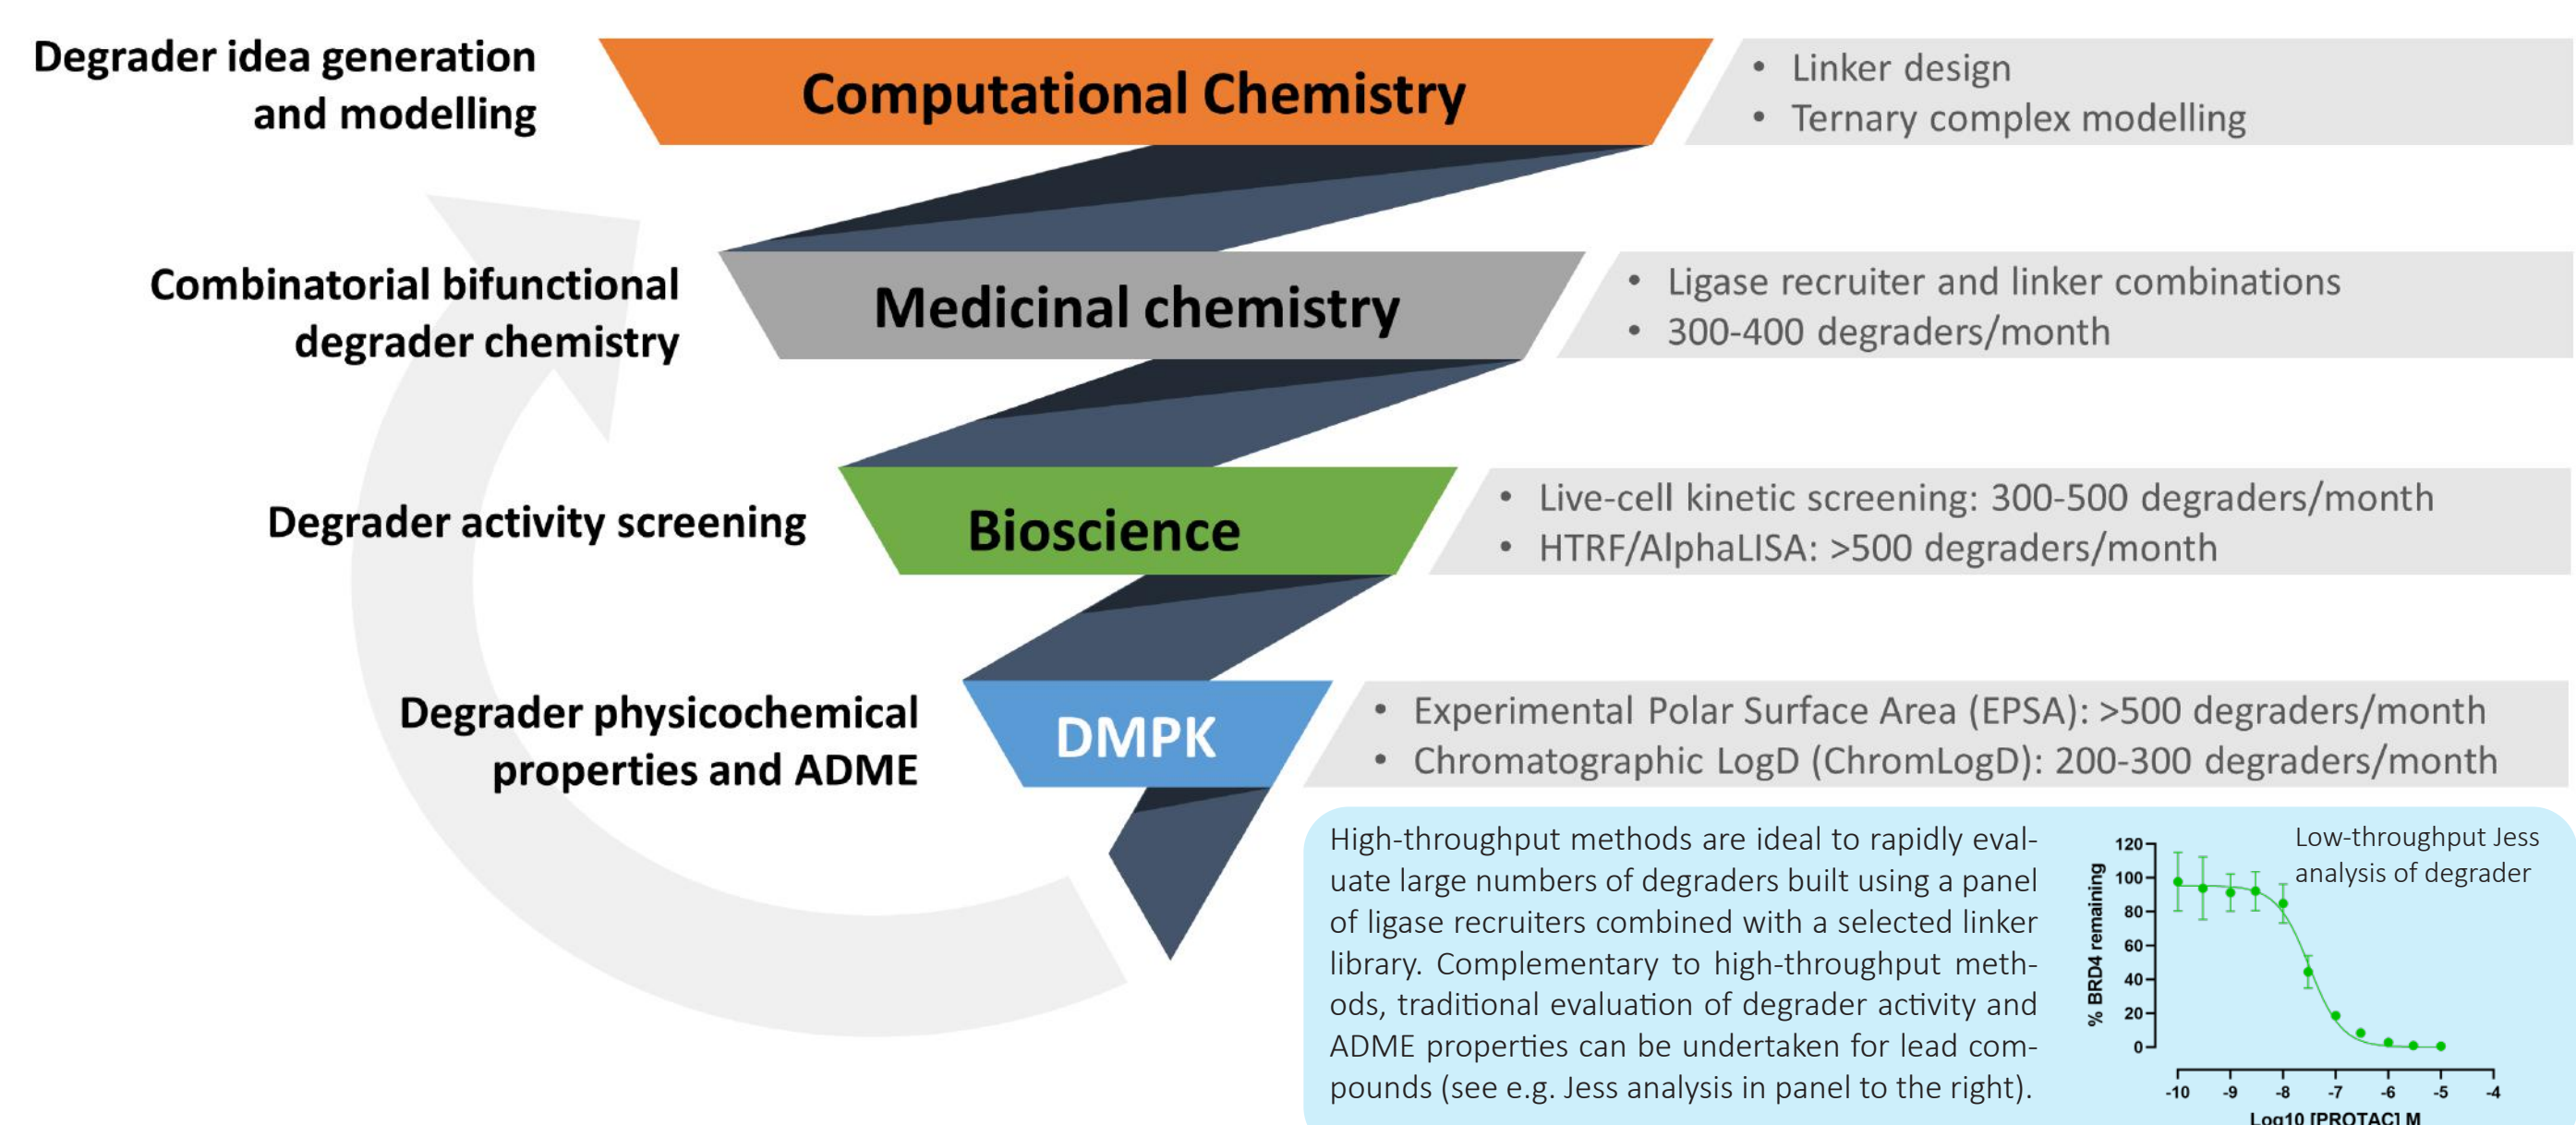 Degrader idea generation
and modelling
Computational Chemistry
• Linker design
• Ternary complex modelling
Combinatorial bifunctional
degrader chemistry
Medicinal chemistry
• Ligase recruiter and linker combinations
• 300-400 degraders/month
Degrader activity screening
Bioscience
• Live-cell kinetic screening: 300-500 degraders/month
• HTRF/AlphaLISA: >500 degraders/month
Degrader physicochemical
properties and ADME
DMPK
• Experimental Polar Surface Area (EPSA): >500 degraders/month
• Chromatographic LogD (ChromLogD): 200-300 degraders/month
High-throughput methods are ideal to rapidly eval-
uate large numbers of degraders built using a panel
of ligase recruiters combined with a selected linker
library. Complementary to high-throughput meth-
ods, traditional evaluation of degrader activity and
ADME properties can be undertaken for lead com-
pounds (see e.g. Jess analysis in panel to the right).
Low-throughput Jess
analysis of degrader
% BRD4 remaining
120
100
80
60
40
20
0
-10 -9 -8 -7 -6 -5 -4
Log10 [PROTAC] M